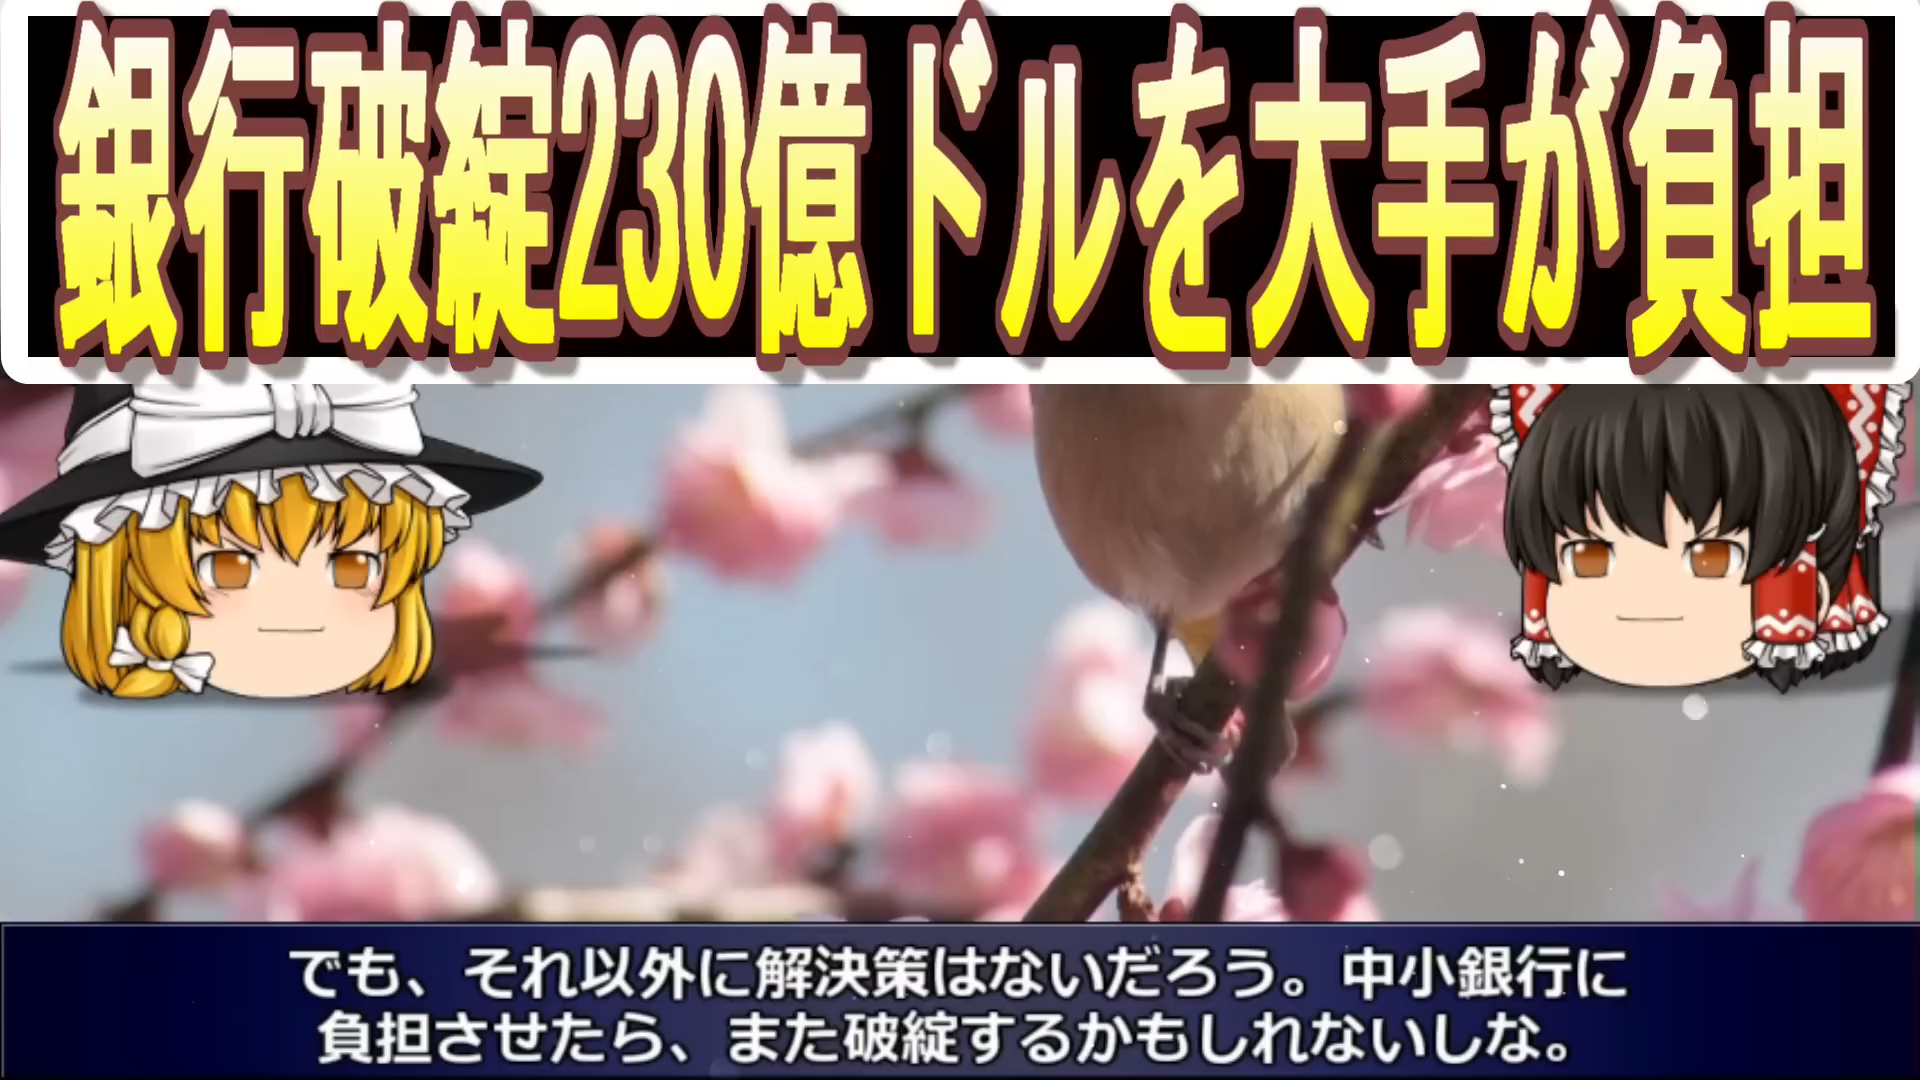 銀行破綻230億ドルを大手が負担
でも、それ以外に解決策はないだろう。中小銀行に
負担させたら、また破綻するかもしれないしな。